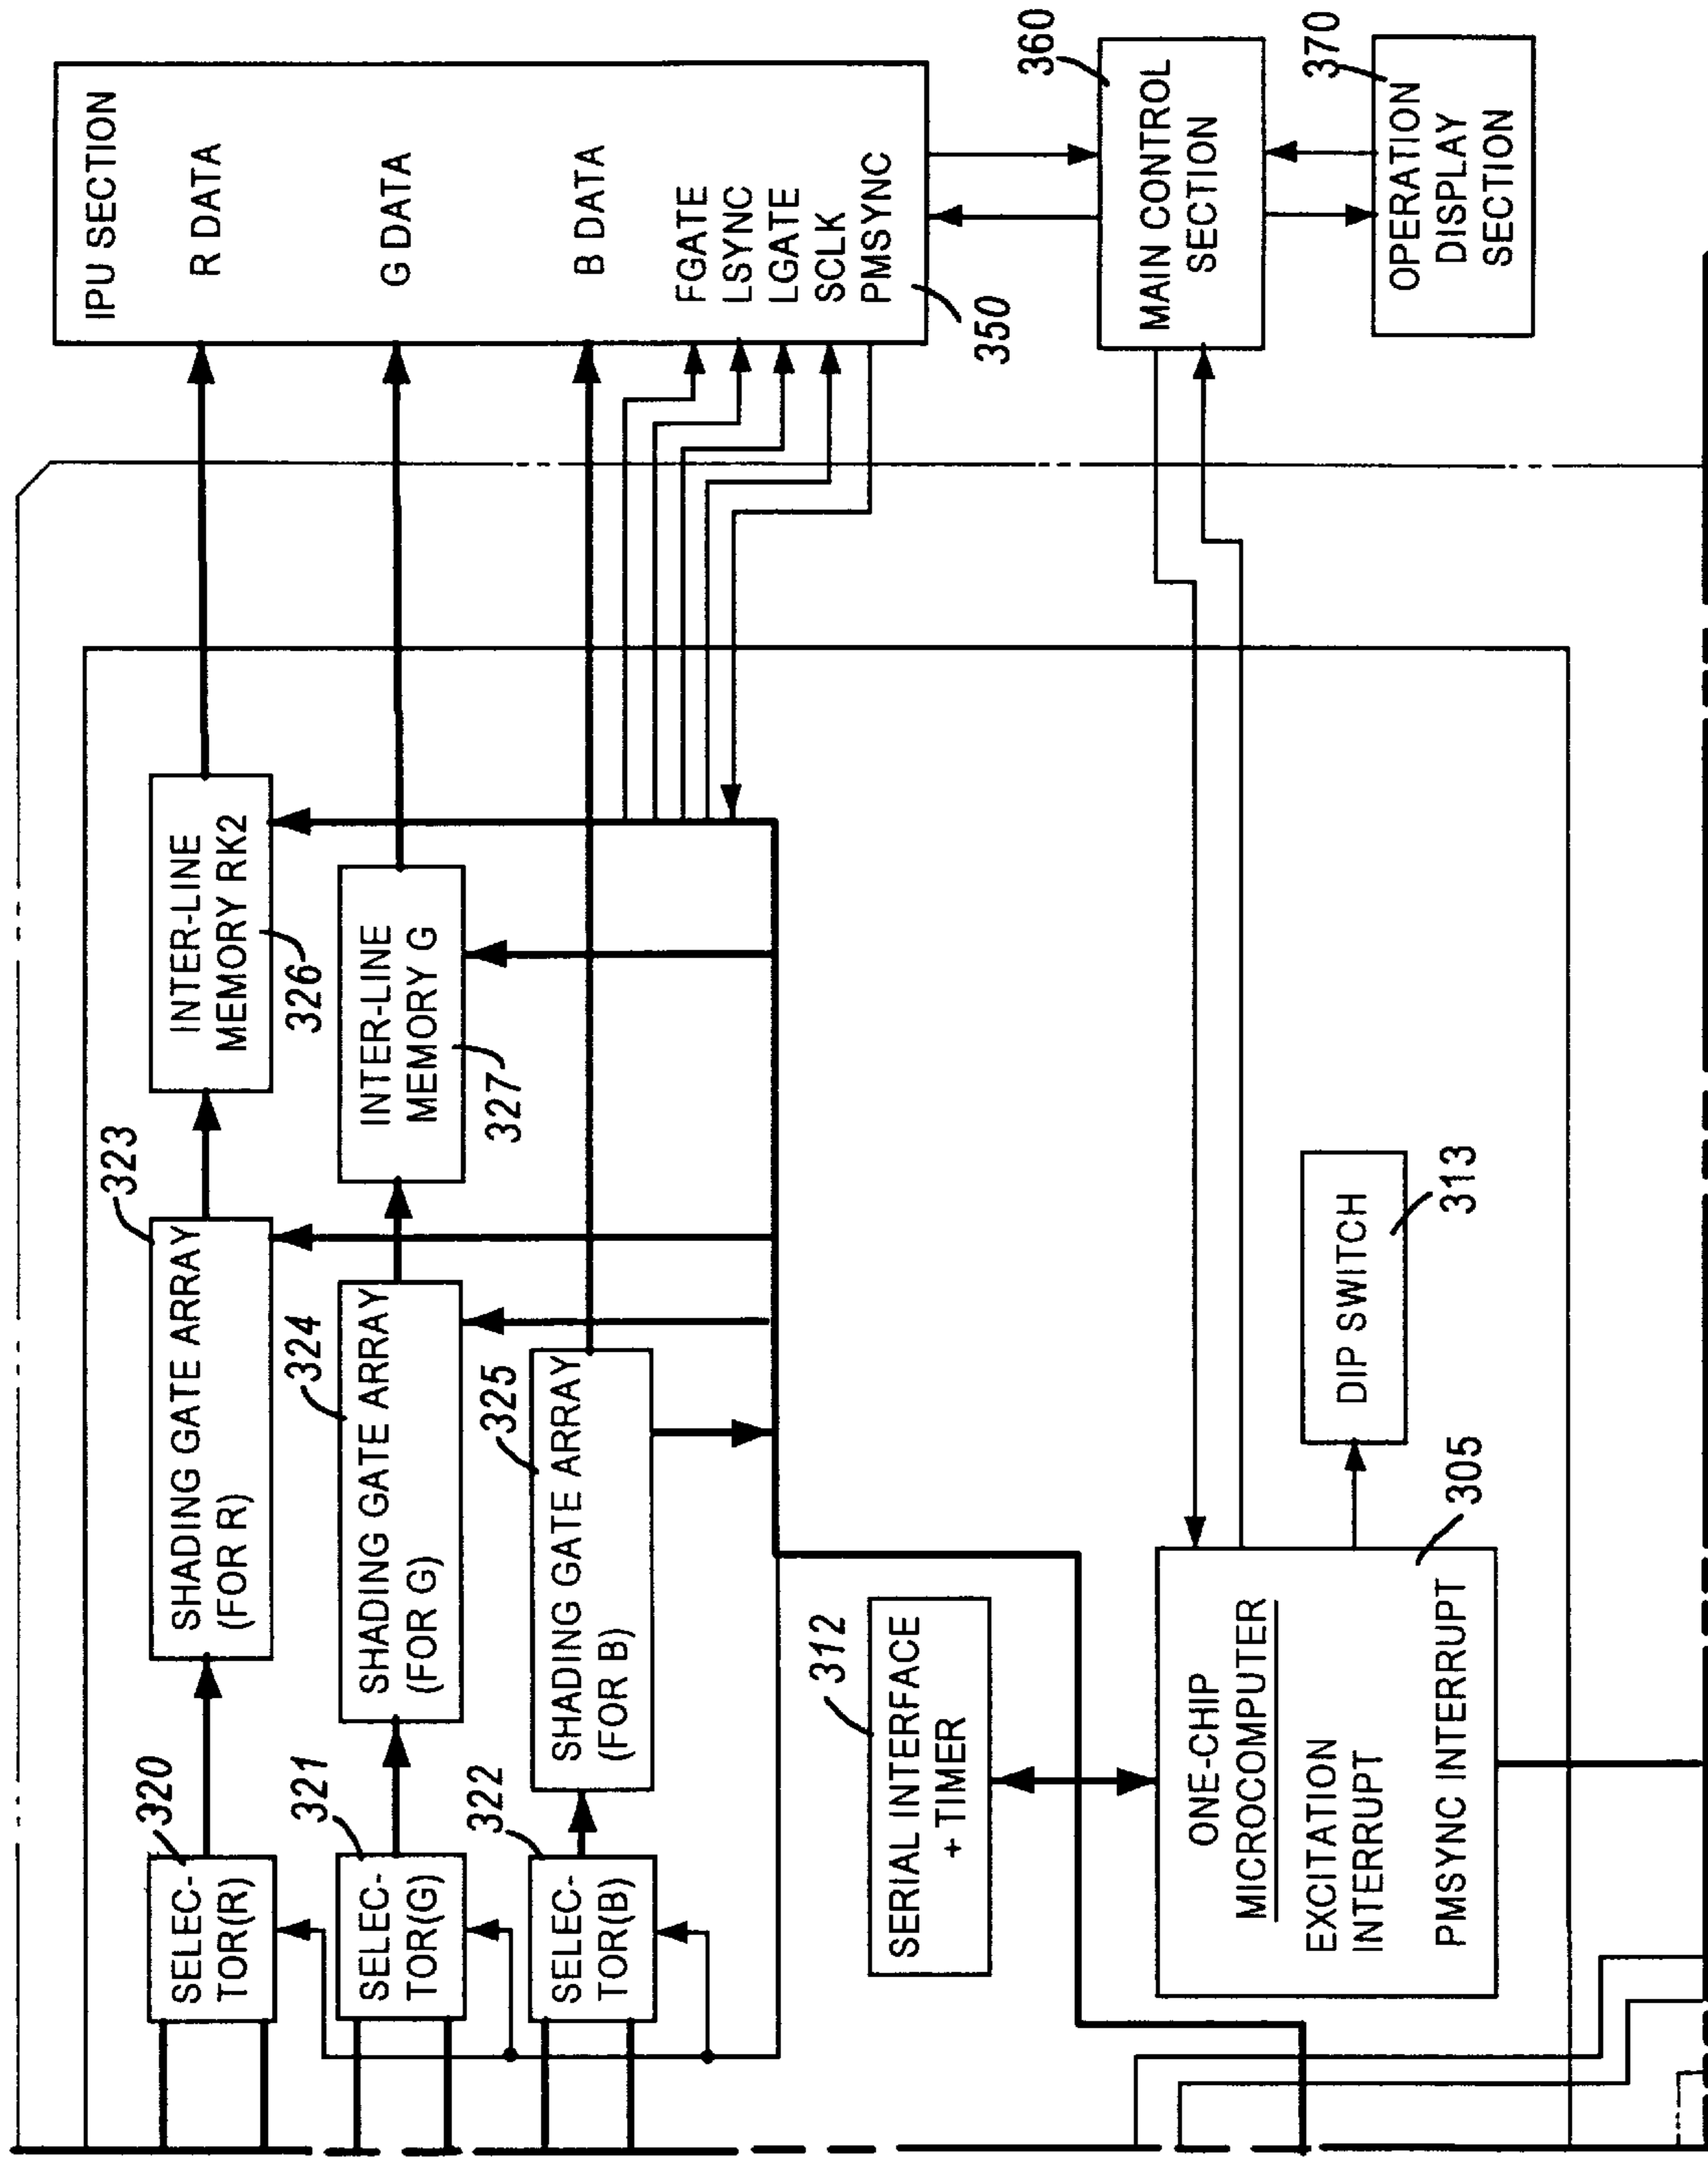 IPU SECTION
R DATA
G DATA
B DATA
FGATE
LSYNC
LGATE
SCLK
PMSYNC
350
360
MAIN CONTROL
SECTION
370
OPERATION
DISPLAY
SECTION
INTER-LINE
MEMORY RK2
326
INTER-LINE
MEMORY G
327
323
SHADING GATE ARRAY
(FOR R)
324
SHADING GATE ARRAY
(FOR G)
325
SHADING GATE ARRAY
(FOR B)
320
SELEC-
TOR(R)
321
SELEC-
TOR(G)
322
SELEC-
TOR(B)
312
SERIAL INTERFACE
+ TIMER
313
DIP SWITCH
305
ONE-CHIP
MICROCOMPUTER
EXCITATION
INTERRUPT
PMSYNC INTERRUPT